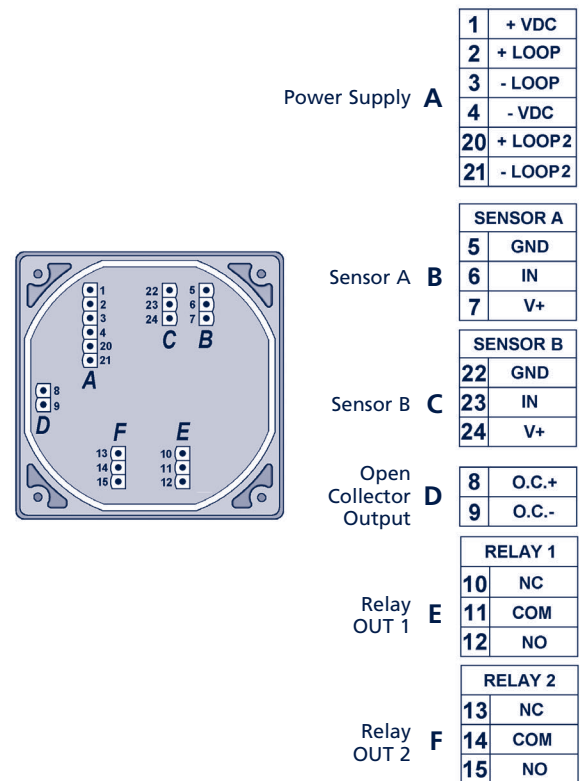 Power Supply A
1 + VDC
2 + LOOP
3 - LOOP
4 - VDC
20 + LOOP2
21 - LOOP2
Sensor A B
SENSOR A
5 GND
6 IN
7 V+
Sensor B C
SENSOR B
22 GND
23 IN
24 V+
Open
Collector
Output
D
8 O.C.+
9 O.C.-
Relay
OUT 1
E
RELAY 1
10 NC
11 COM
12 NO
Relay
OUT 2
F
RELAY 2
13 NC
14 COM
15 NO
1
2
3
4
20
21
A
22
23
24
C
5
6
7
B
8
9
D
F
13
14
15
E
10
11
12